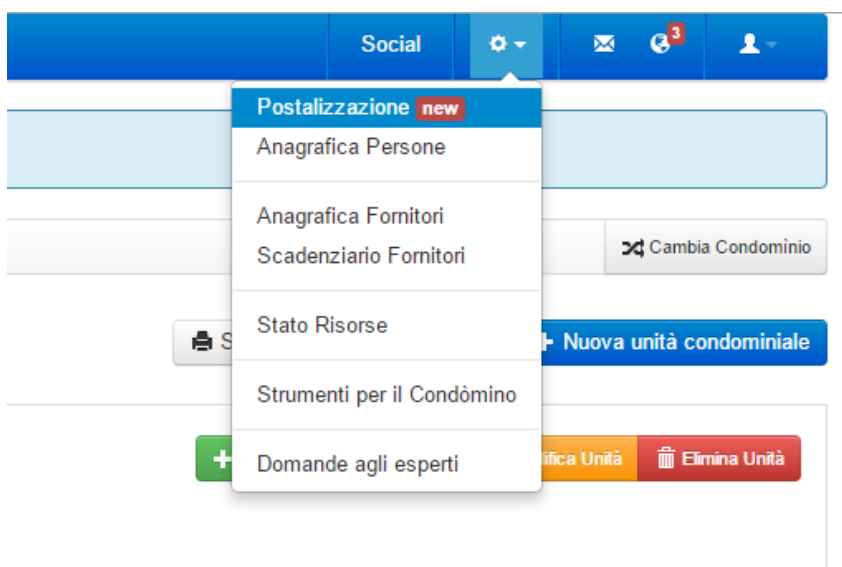 Social
3
Postalizzazione new
Anagrafica Persone
Anagrafica Fornitori
Scadenziario Fornitori
Cambia Condominio
Stato Risorse
S
Nuova unità condominiale
Strumenti per il Condòmino
Domande agli esperti
ifica Unità
Elimina Unità